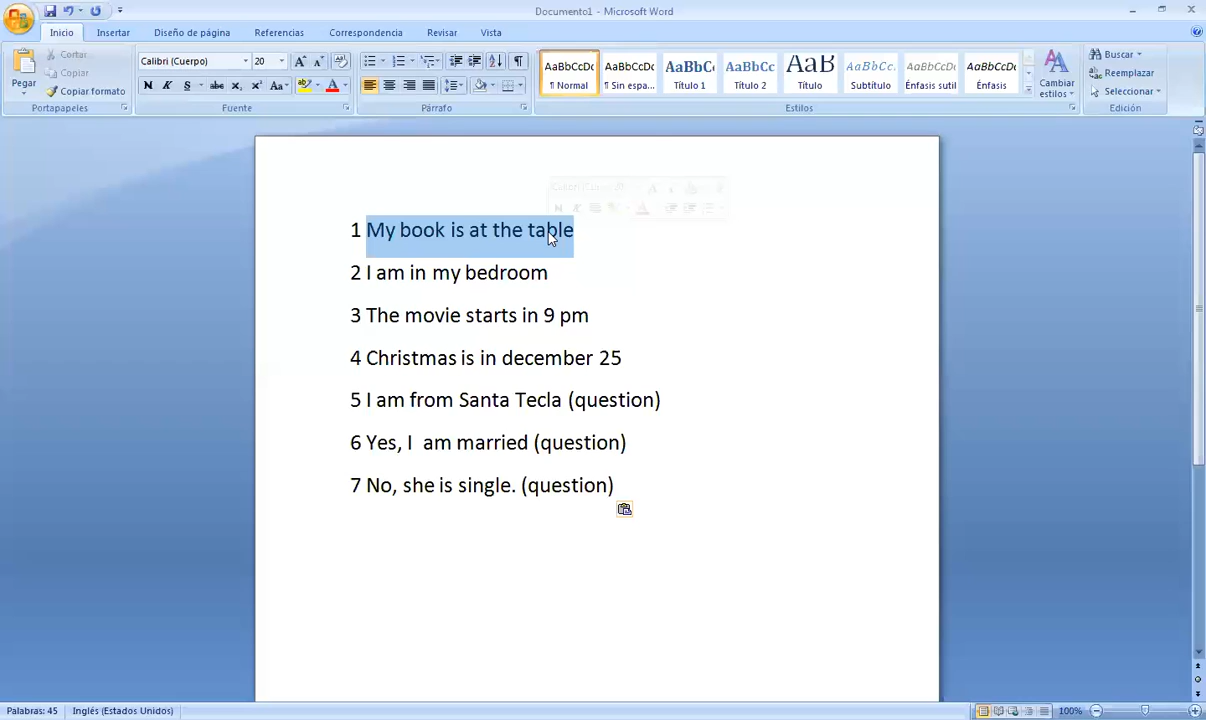 Documento1 - Microsoft Word
Inicio Insertar Diseño de página Referencias Correspondencia Revisar Vista
Pegar
Cortar
Copiar
Copiar formato
Portapapeles
Calibri (Cuerpo) 20
N K S abc x₂ x² Aa A
Fuente
Párrafo
AaBbCcDc AaBbCcDc AaBbCc AaBbCc AaB AaBbCc. AaBbCcDc AaBbCcDc
¶ Normal ¶ Sin espa... Título 1 Título 2 Título Subtítulo Énfasis sutil Énfasis
Cambiar estilos
Estilos
Buscar
Reemplazar
Seleccionar
Edición
1 My book is at the table
2 I am in my bedroom
3 The movie starts in 9 pm
4 Christmas is in december 25
5 I am from Santa Tecla (question)
6 Yes, I  am married (question)
7 No, she is single. (question)
Palabras: 45 Inglés (Estados Unidos) 100%